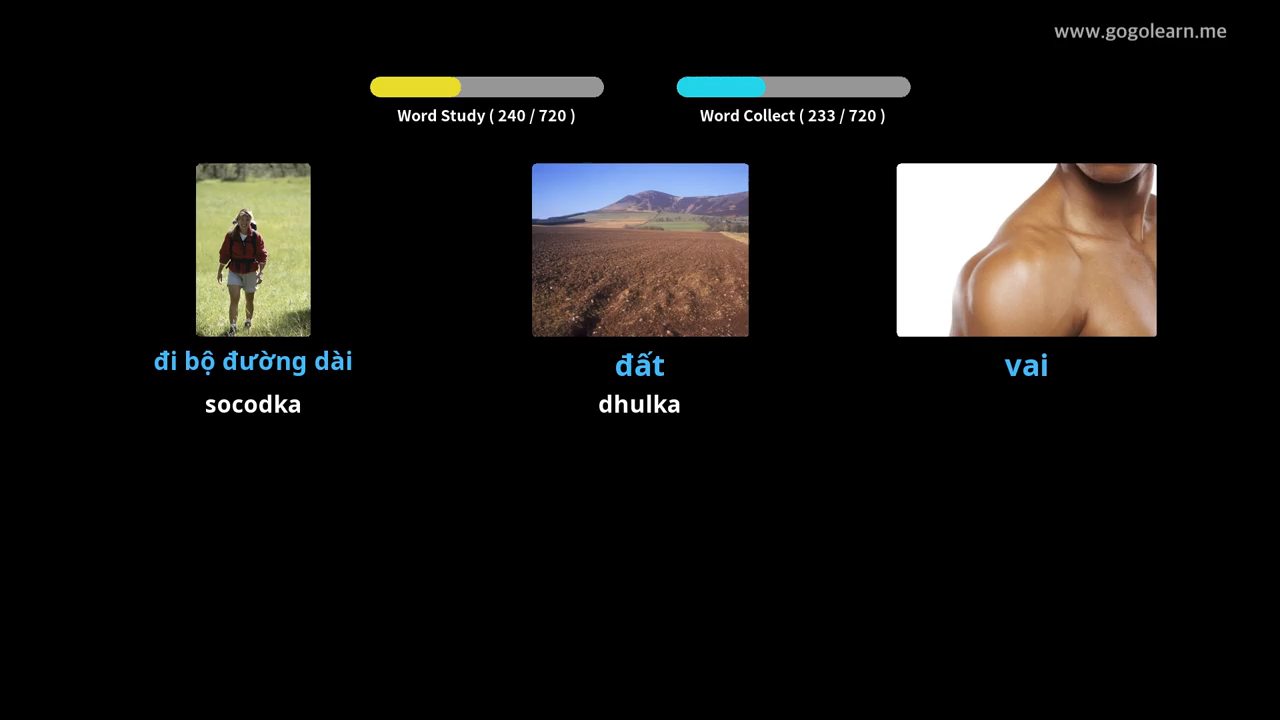 www.gogolearn.me
Word Study ( 240 / 720 )
Word Collect ( 233 / 720 )
đi bộ đường dài
đất
vai
socodka
dhulka